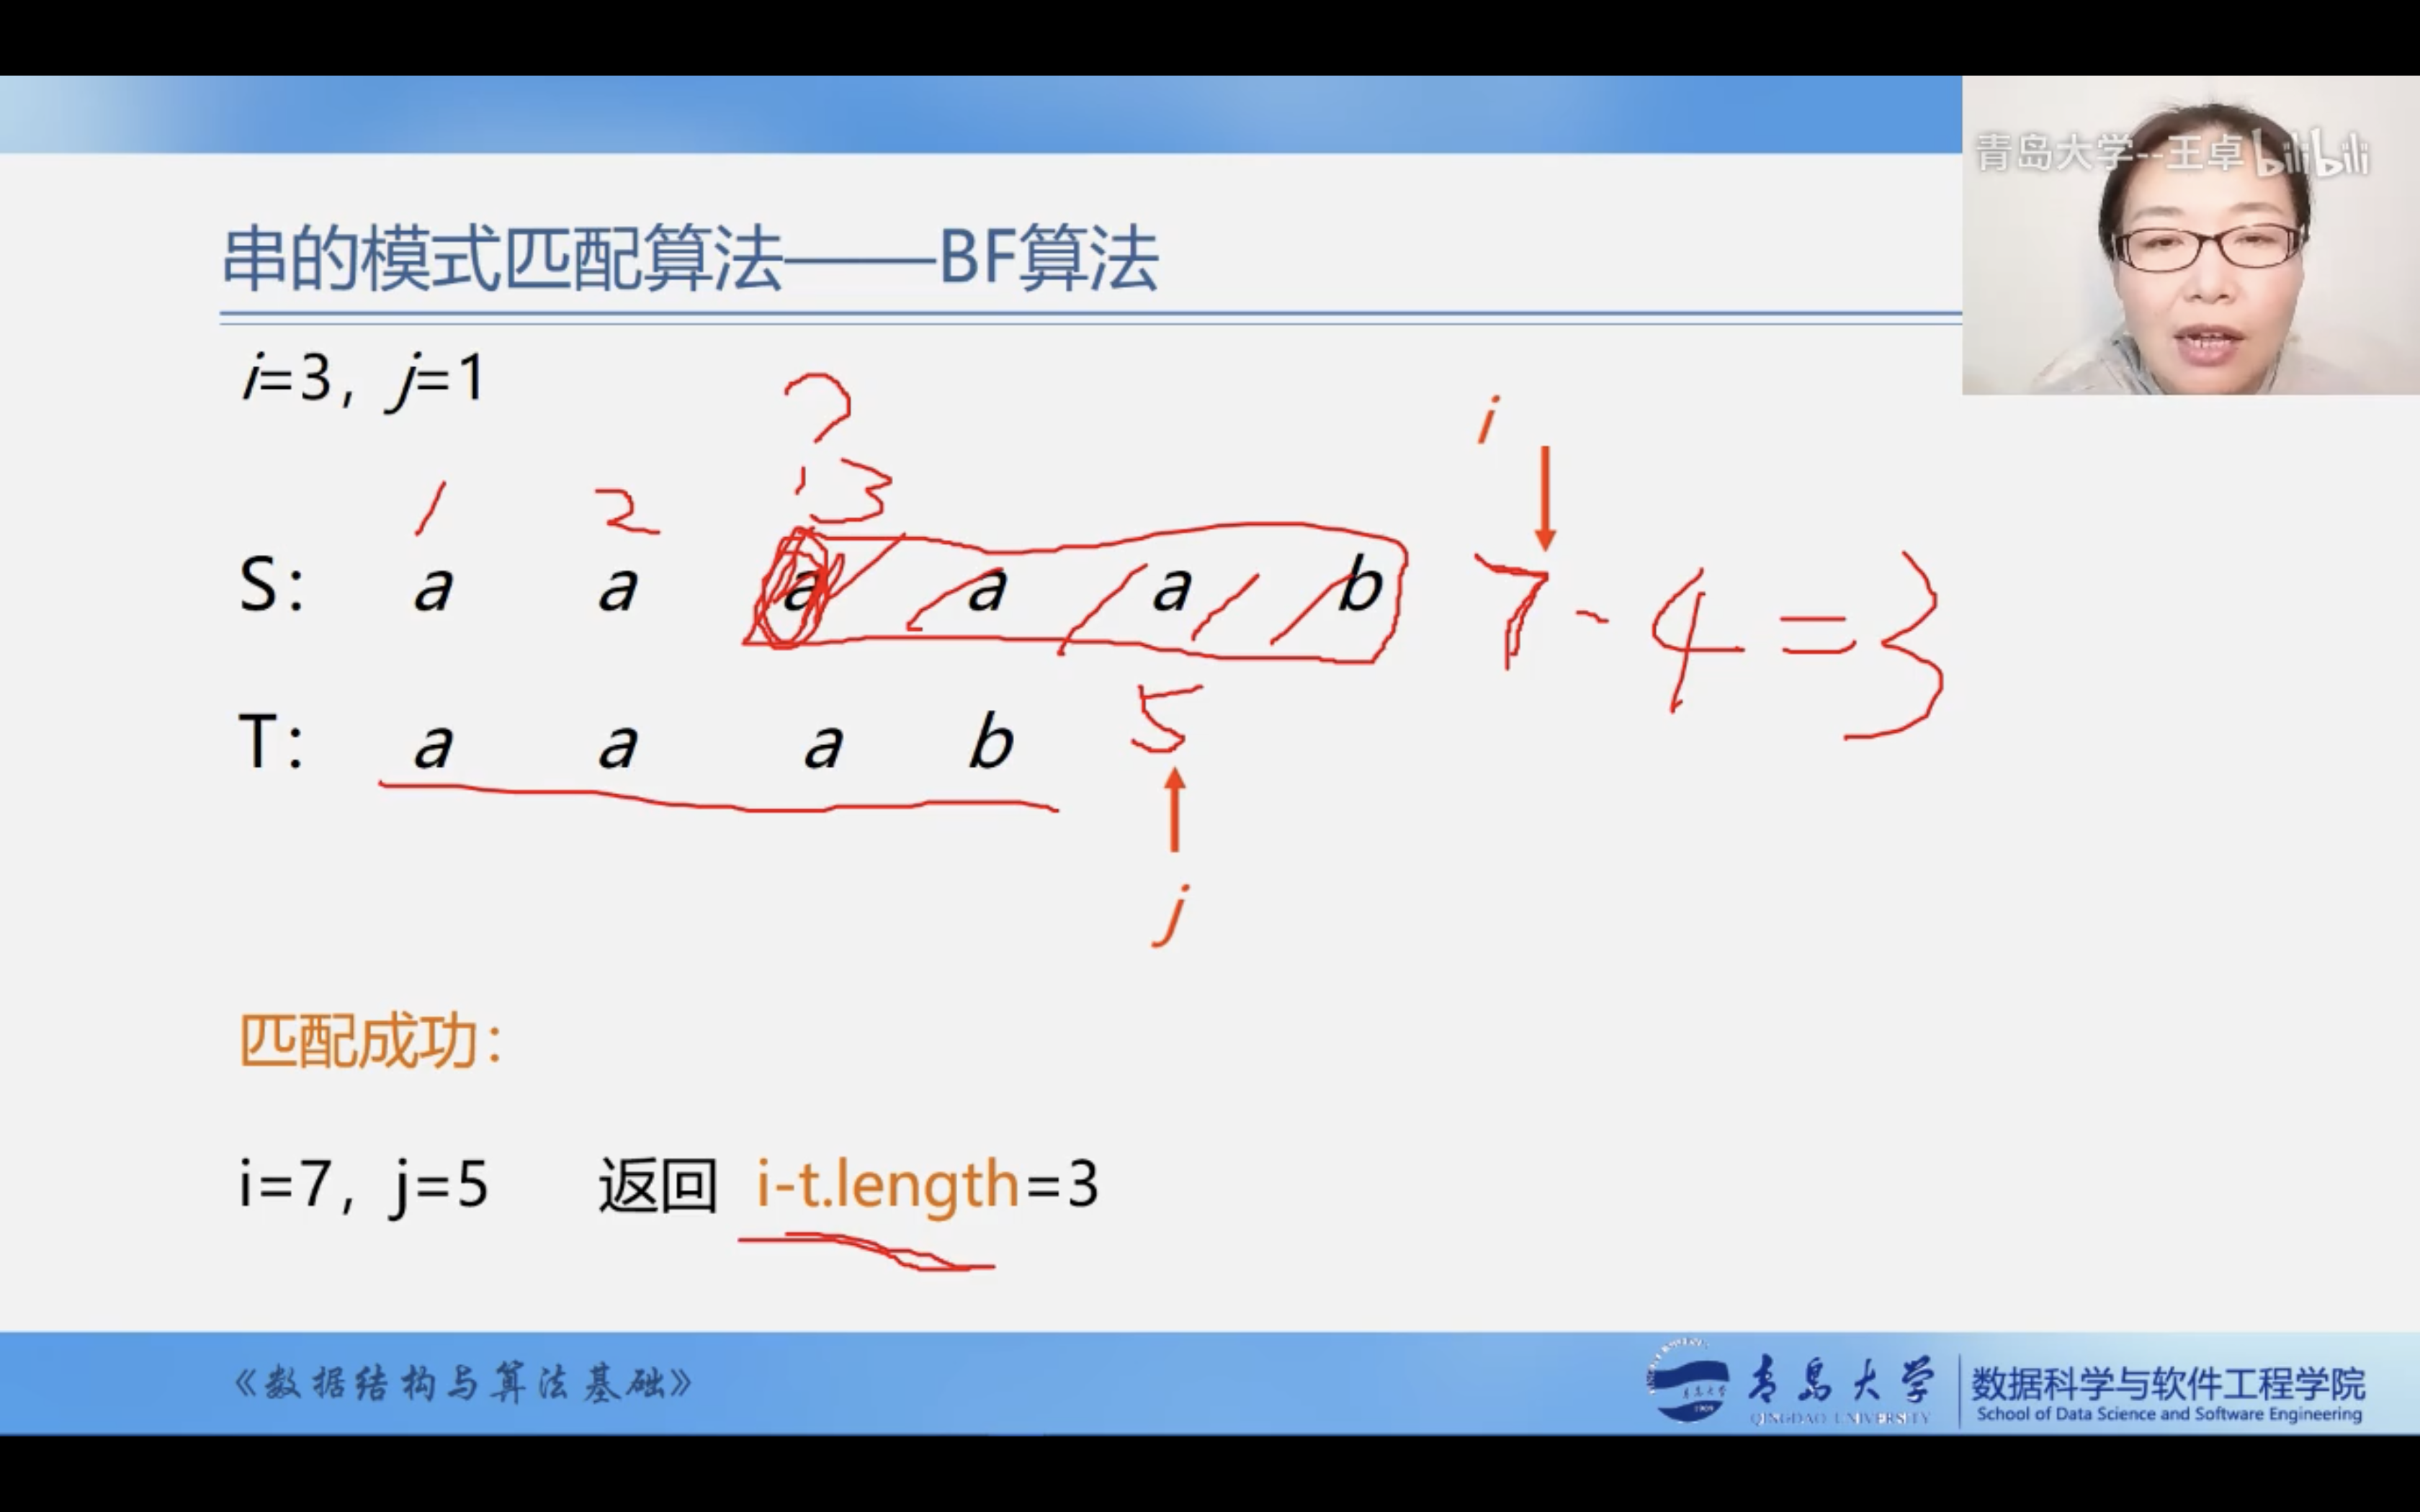 青岛大学--王卓 bilibili
串的模式匹配算法——BF算法
i=3, j=1
?
i
1 2 3
S: a a a a a b 7-4=3
5
T: a a a b
j
匹配成功:
i=7, j=5 返回 i-t.length=3
《数据结构与算法基础》
青岛大学
QINGDAO UNIVERSITY
数据科学与软件工程学院
School of Data Science and Software Engineering